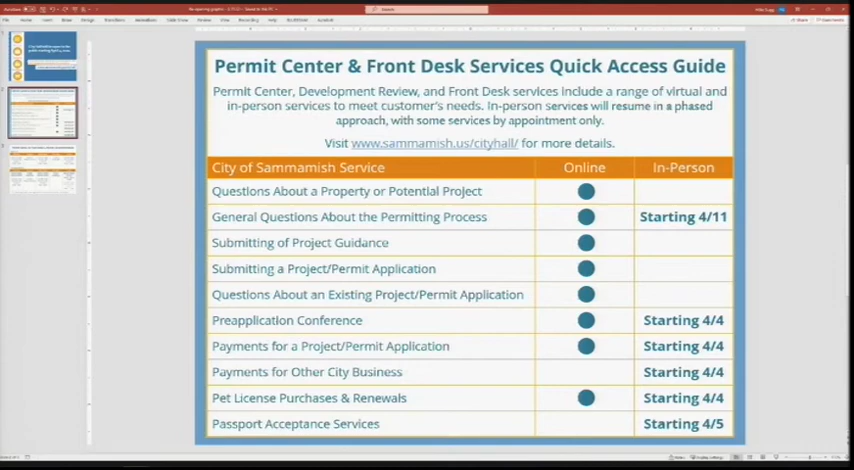 Permit Center & Front Desk Services Quick Access Guide
Permit Center, Development Review, and Front Desk services include a range of virtual and
in-person services to meet customer's needs. In-person services will resume in a phased
approach, with some services by appointment only.
Visit www.sammamish.us/cityhall/ for more details.
City of Sammamish Service Online In-Person
Questions About a Property or Potential Project
General Questions About the Permitting Process Starting 4/11
Submitting of Project Guidance
Submitting a Project/Permit Application
Questions About an Existing Project/Permit Application
Preapplication Conference Starting 4/4
Payments for a Project/Permit Application Starting 4/4
Payments for Other City Business Starting 4/4
Pet License Purchases & Renewals Starting 4/4
Passport Acceptance Services Starting 4/5